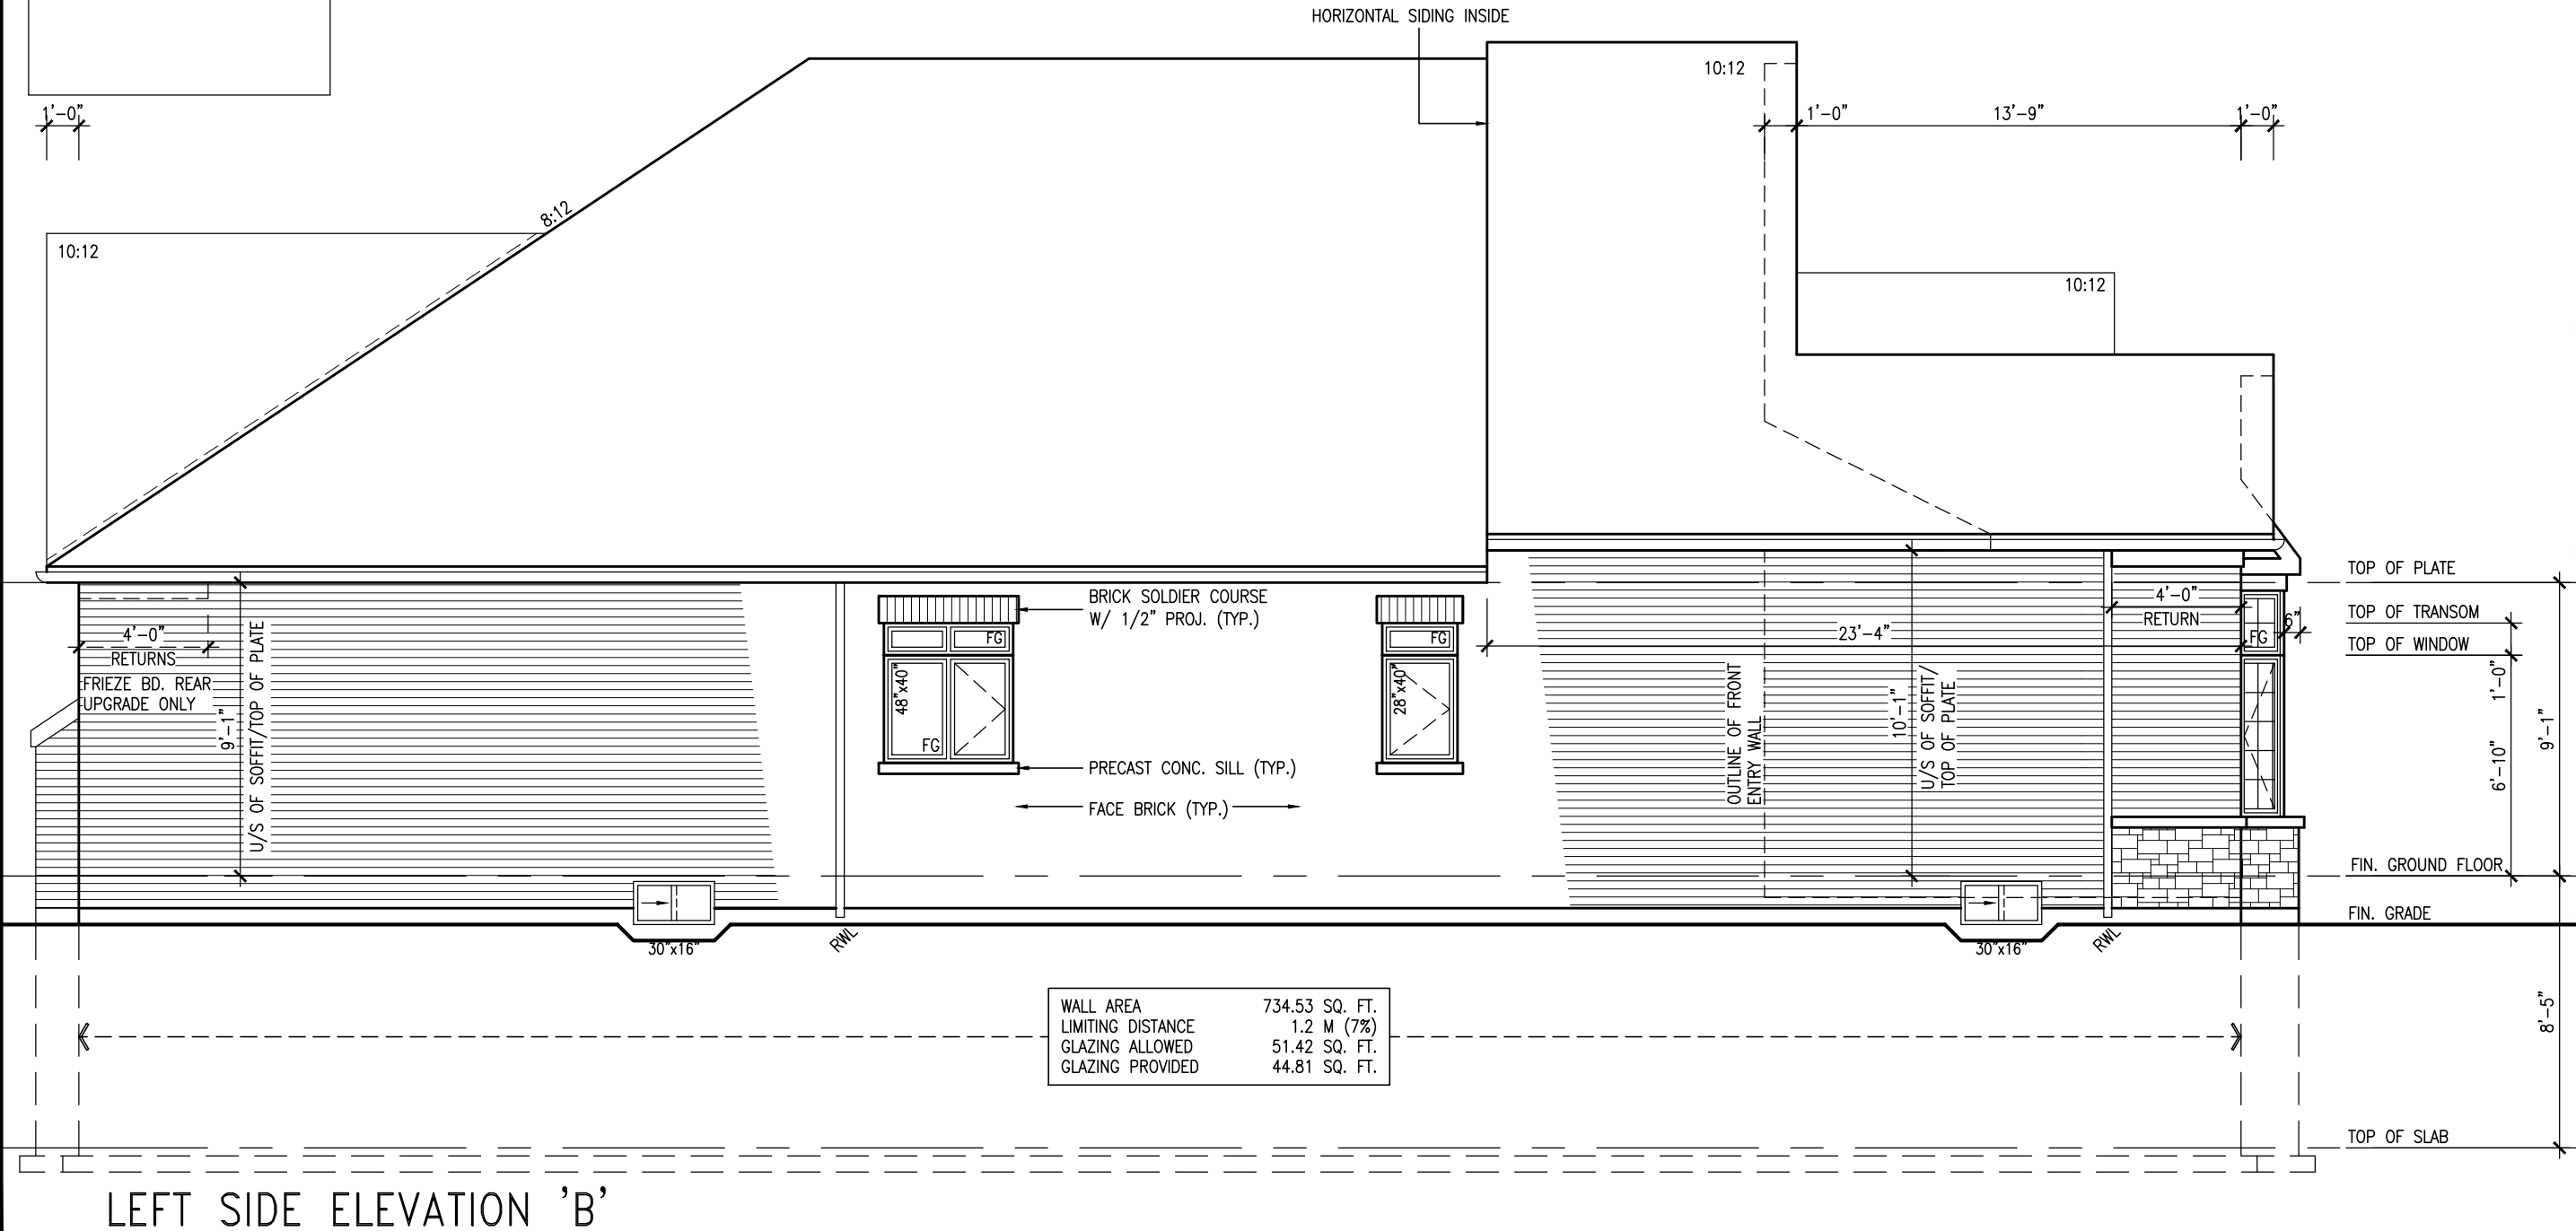 HORIZONTAL SIDING INSIDE
10:12
1'-0"
1'-0"
13'-9"
1'-0"
8:12
10:12
10:12
TOP OF PLATE
BRICK SOLDIER COURSE
W/ 1/2" PROJ. (TYP.)
4'-0"
RETURN
TOP OF TRANSOM
6"
4'-0"
RETURNS
FG
FG
23'-4"
FG
TOP OF WINDOW
FRIEZE BD. REAR
UPGRADE ONLY
9'-1"
U/S OF SOFFIT/TOP OF PLATE
48"x40"
FG
28"x40"
OUTLINE OF FRONT
ENTRY WALL
10'-1"
U/S OF SOFFIT/
TOP OF PLATE
1'-0"
6'-10"
9'-1"
PRECAST CONC. SILL (TYP.)
FACE BRICK (TYP.)
FIN. GROUND FLOOR
FIN. GRADE
30"x16"
RWL
30"x16"
RWL
WALL AREA 734.53 SQ. FT.
LIMITING DISTANCE 1.2 M (7%)
GLAZING ALLOWED 51.42 SQ. FT.
GLAZING PROVIDED 44.81 SQ. FT.
8'-5"
TOP OF SLAB
LEFT SIDE ELEVATION 'B'